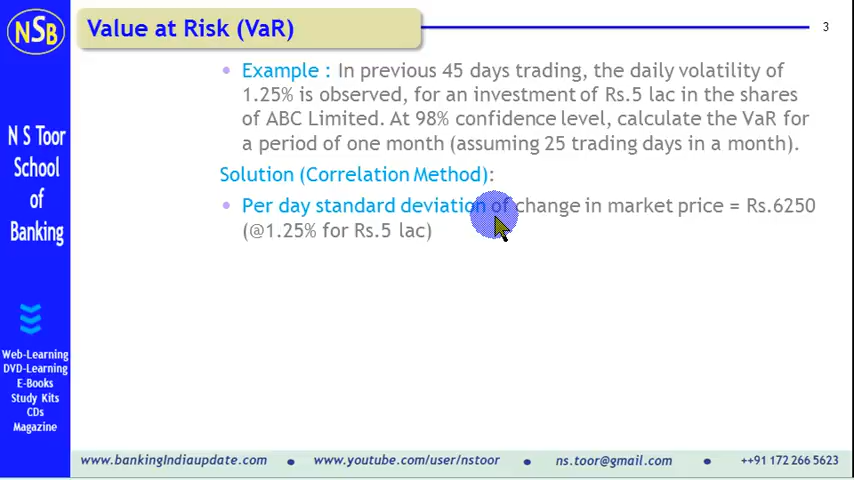 NSB
Value at Risk (VaR)
3
• Example : In previous 45 days trading, the daily volatility of
1.25% is observed, for an investment of Rs.5 lac in the shares
of ABC Limited. At 98% confidence level, calculate the VaR for
a period of one month (assuming 25 trading days in a month).
Solution (Correlation Method):
• Per day standard deviation of change in market price = Rs.6250
(@1.25% for Rs.5 lac)
N S Toor
School
of
Banking
Web-Learning
DVD-Learning
E-Books
Study Kits
CDs
Magazine
www.bankingIndiaupdate.com • www.youtube.com/user/nstoor • ns.toor@gmail.com • ++91 172 266 5623